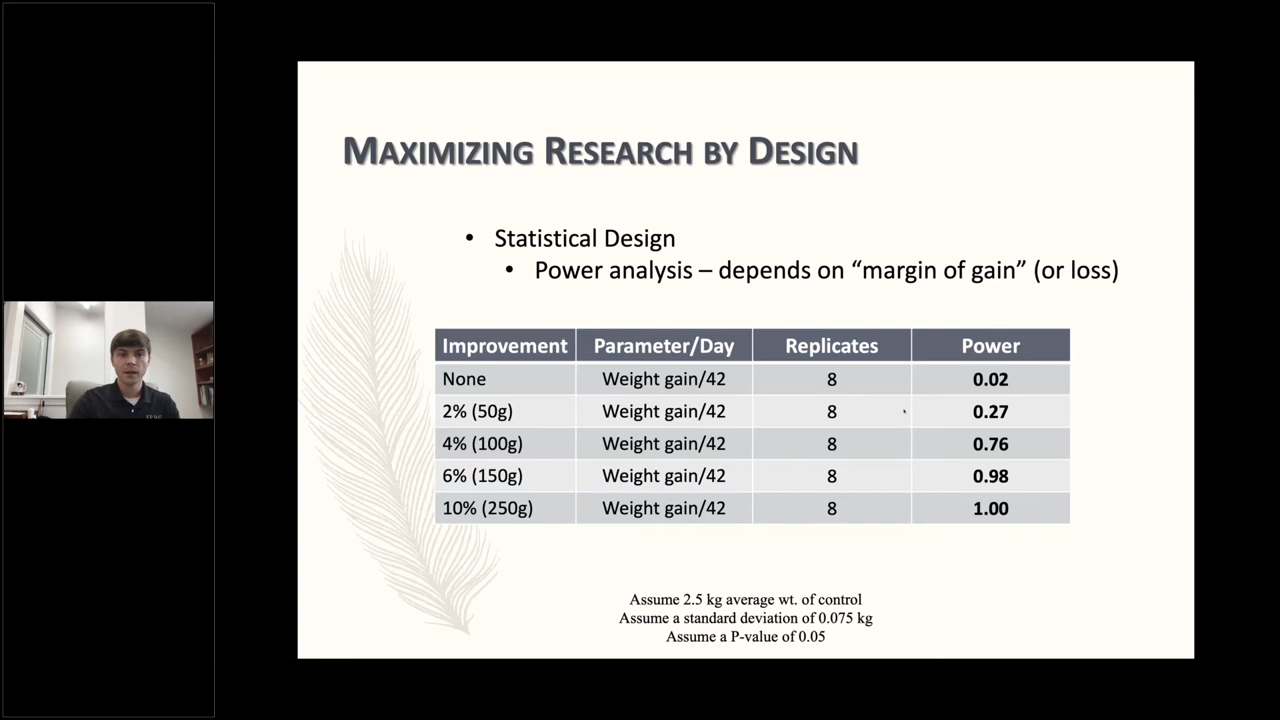 MAXIMIZING RESEARCH BY DESIGN
• Statistical Design
• Power analysis – depends on “margin of gain” (or loss)
Improvement Parameter/Day Replicates Power
None Weight gain/42 8 0.02
2% (50g) Weight gain/42 8 0.27
4% (100g) Weight gain/42 8 0.76
6% (150g) Weight gain/42 8 0.98
10% (250g) Weight gain/42 8 1.00
Assume 2.5 kg average wt. of control
Assume a standard deviation of 0.075 kg
Assume a P-value of 0.05